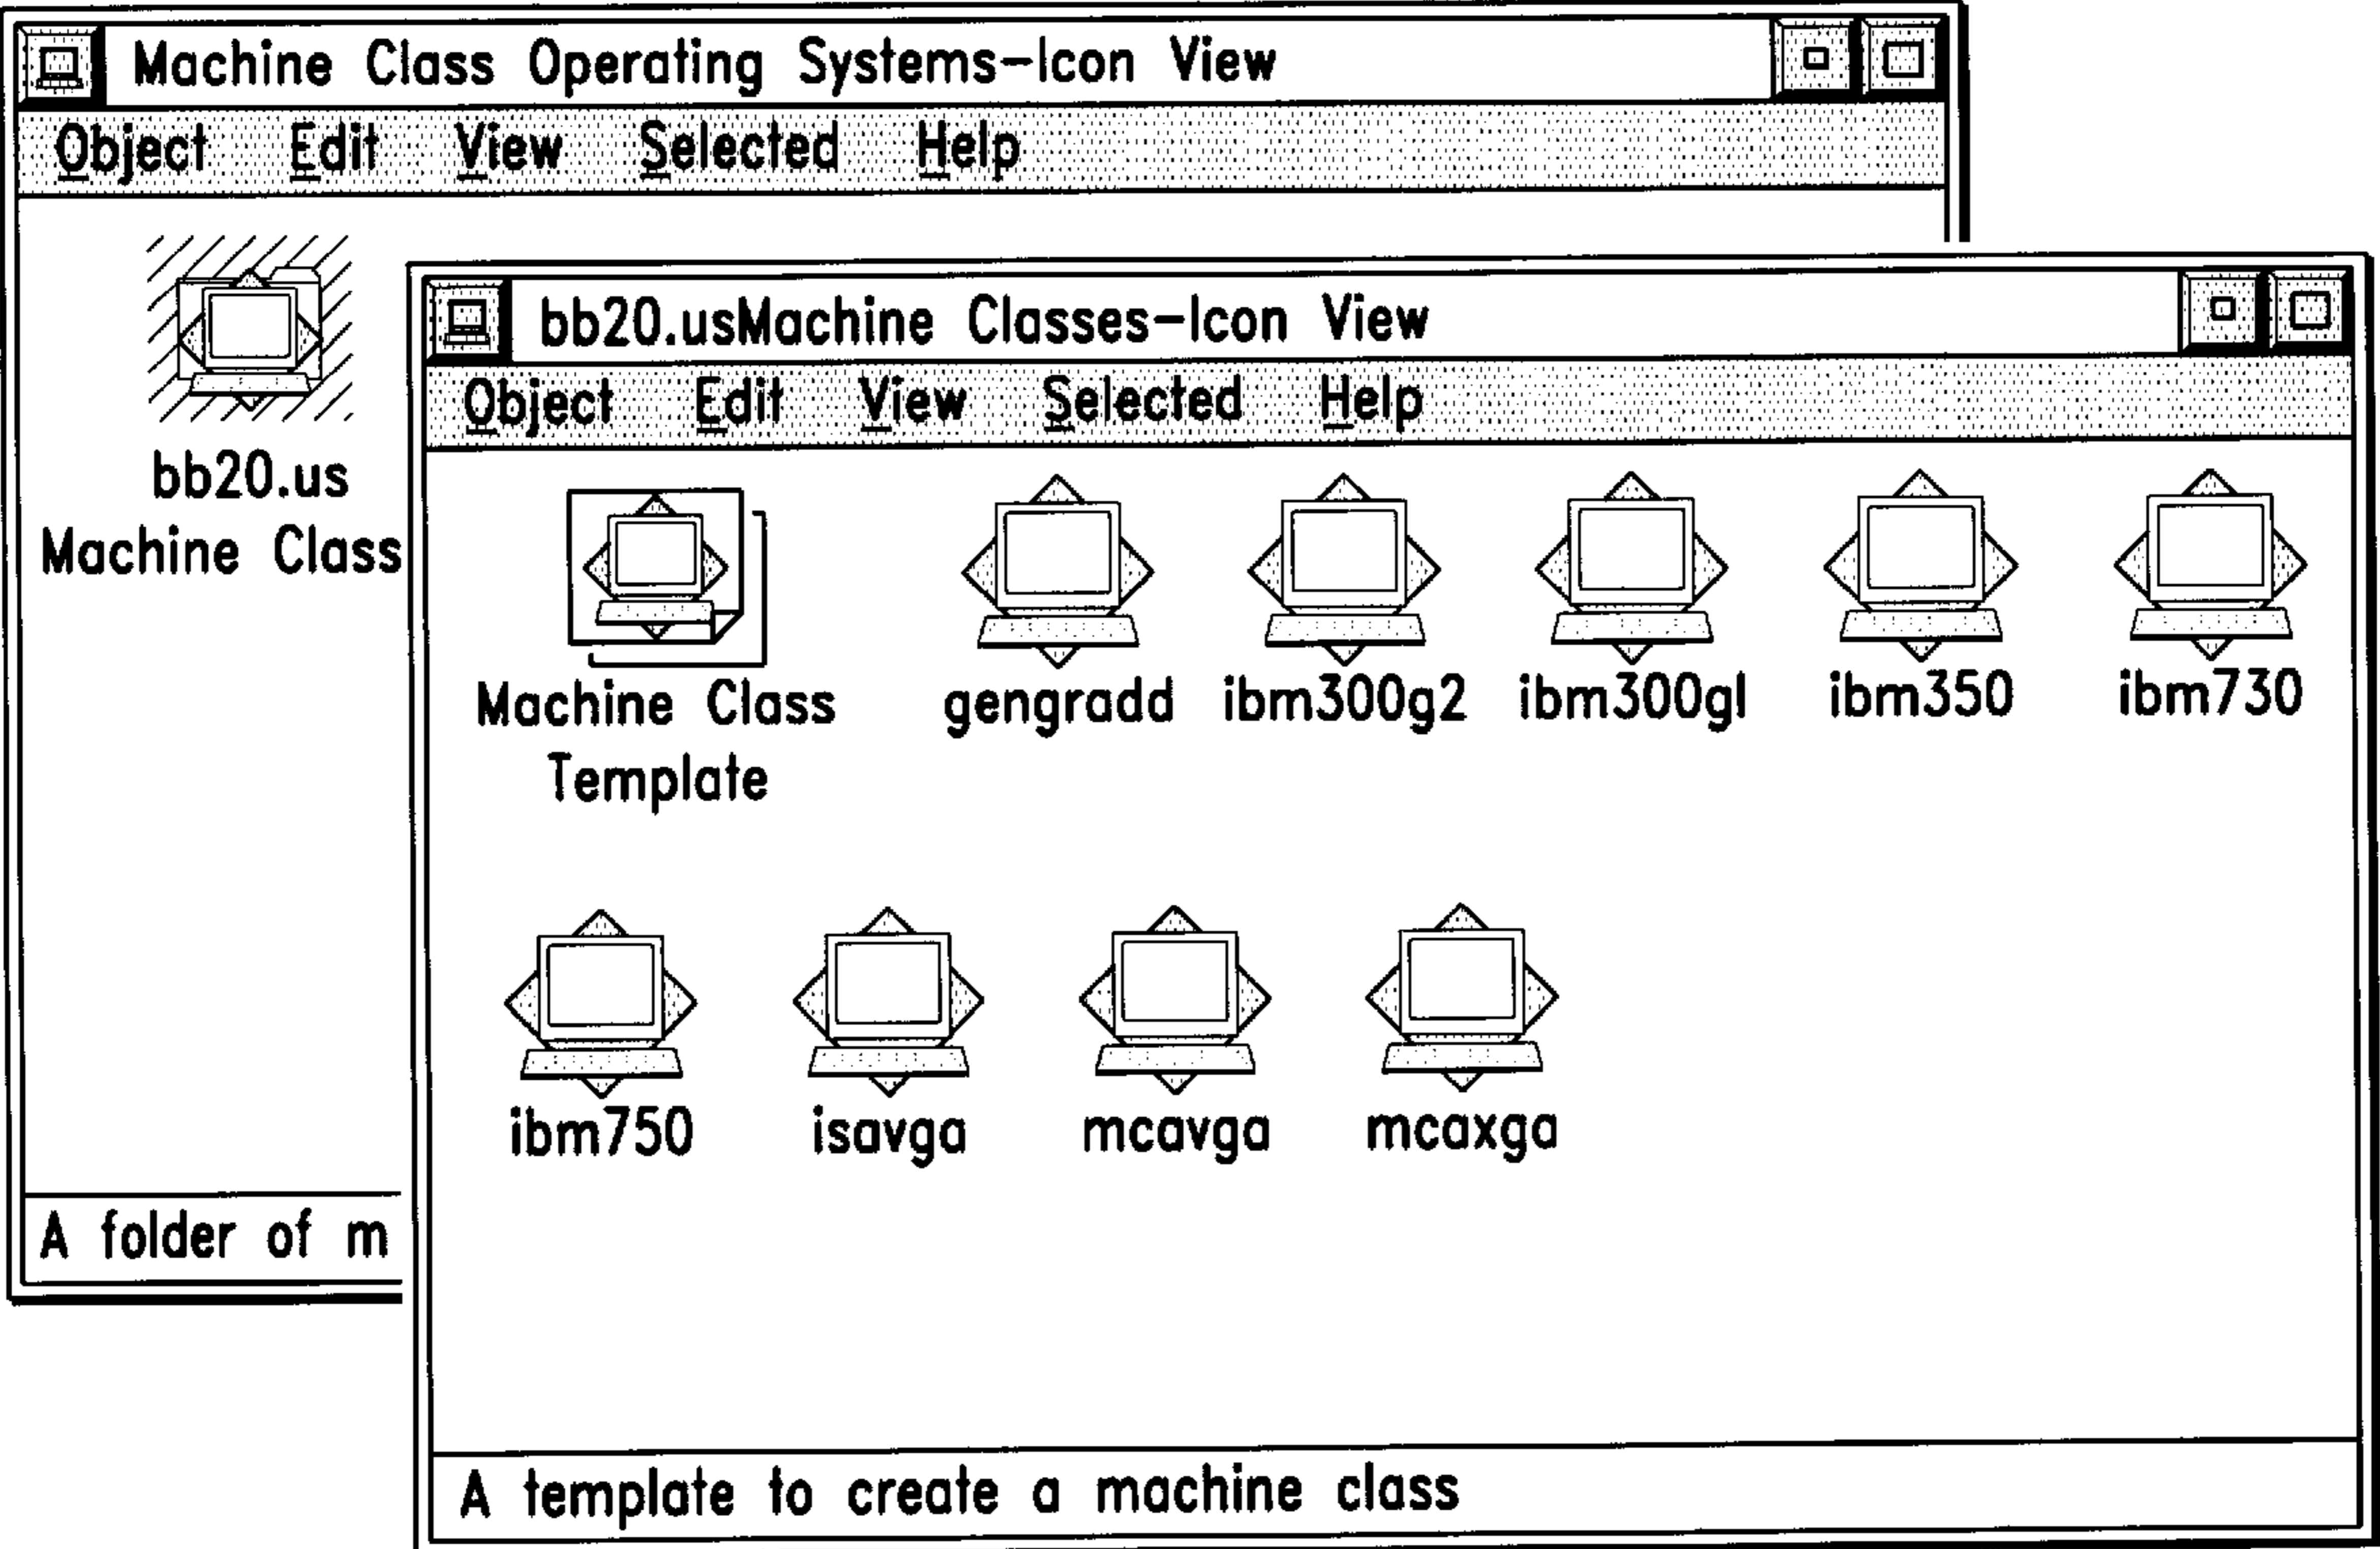 Machine Class Operating Systems-Icon View
Object Edit View Selected Help
bb20.us
Machine Class
A folder of m
bb20.usMachine Classes-Icon View
Object Edit View Selected Help
Machine Class
Template
gengradd ibm300g2 ibm300gl ibm350 ibm730
ibm750 isavga mcavga mcaxga
A template to create a machine class